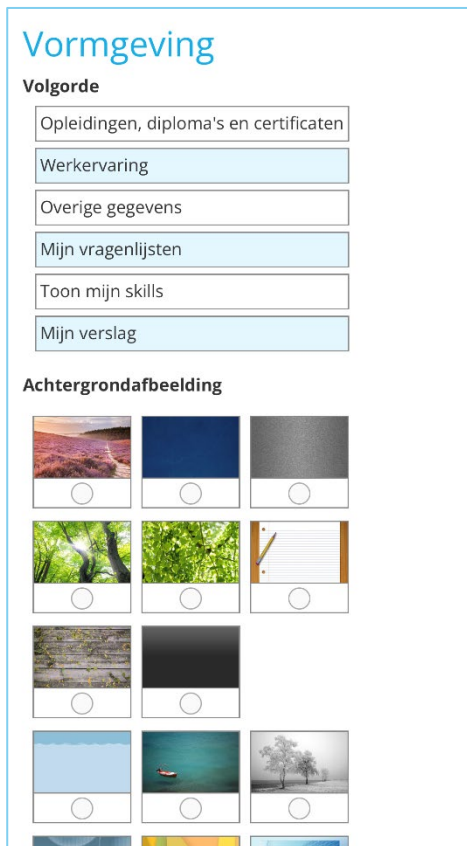 Vormgeving
Volgorde
Opleidingen, diploma's en certificaten
Werkervaring
Overige gegevens
Mijn vragenlijsten
Toon mijn skills
Mijn verslag
Achtergrondafbeelding